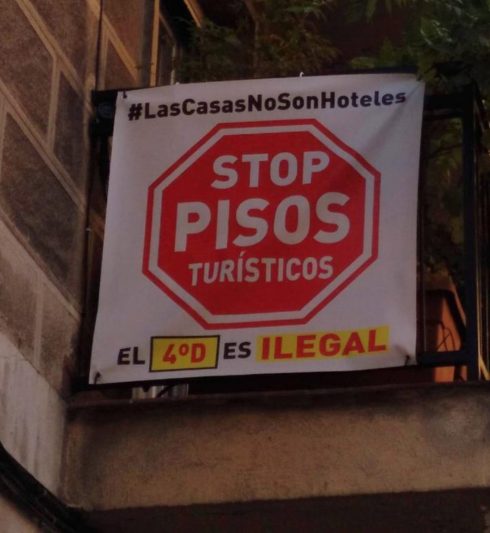 #LasCasasNoSonHoteles
STOP
PISOS
TURÍSTICOS
EL 4ºD ES ILEGAL